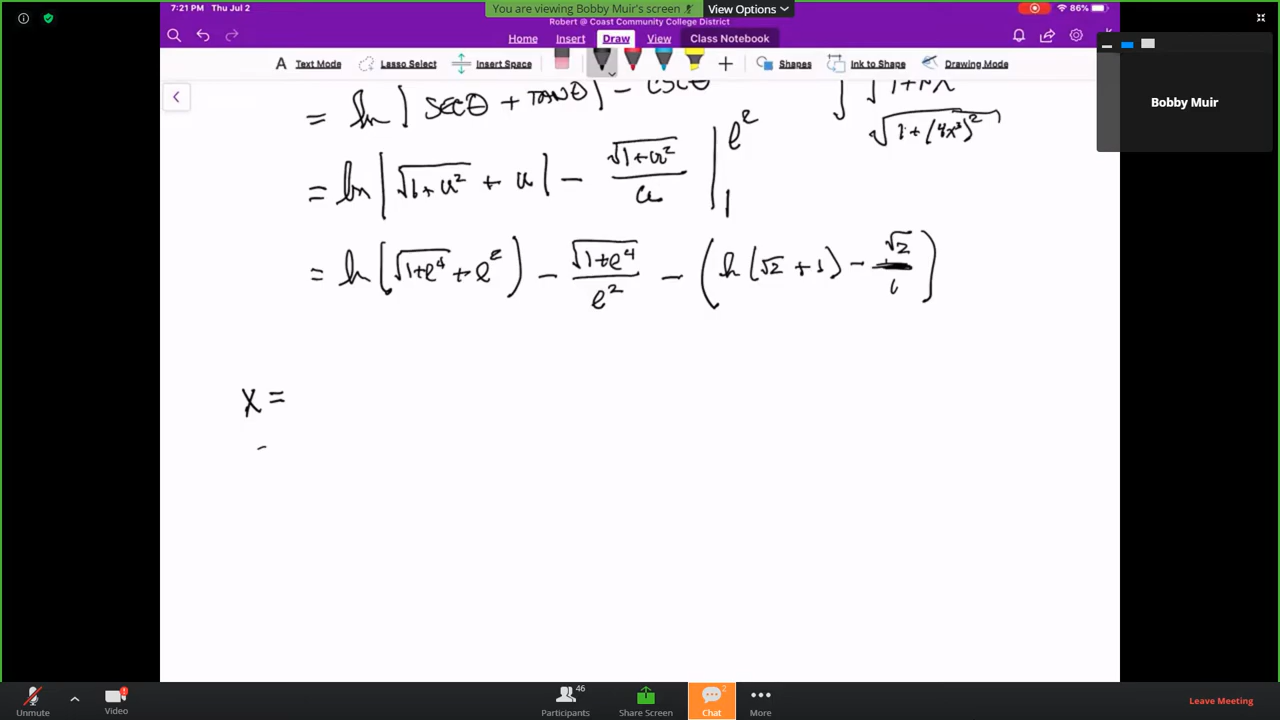 7:21 PM Thu Jul 2
You are viewing Bobby Muir's screen
View Options
86%
Robert @ Coast Community College District
Home Insert Draw View Class Notebook
Text Mode Lasso Select Insert Space Shapes Ink to Shape Drawing Mode
Bobby Muir
= ln | SECθ + TANθ | - CSCθ
√1+(4x³)²
= ln | √1+u² + u | - √1+u² / u | e² 1
= ln (√1+e⁴ + e²) - √1+e⁴ / e² - (ln (√2 + 1) - √2 / 1)
x =
Unmute
Video
46
Participants
Share Screen
2
Chat
More
Leave Meeting